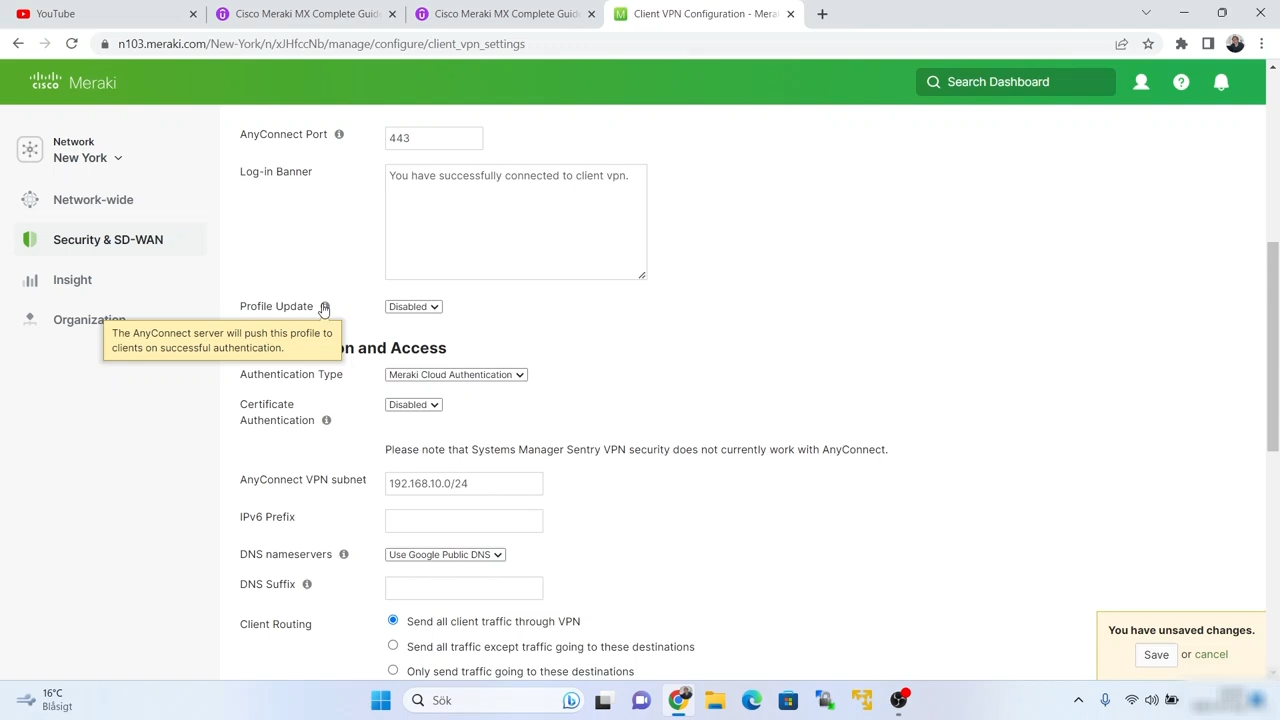 YouTube
Cisco Meraki MX Complete Guide
Cisco Meraki MX Complete Guide
Client VPN Configuration - Mera
n103.meraki.com/New-York/n/xJHfccNb/manage/configure/client_vpn_settings
CISCO Meraki
Search Dashboard
Network
New York
Network-wide
Security & SD-WAN
Insight
Organization
AnyConnect Port
443
Log-in Banner
You have successfully connected to client vpn.
Profile Update
Disabled
The AnyConnect server will push this profile to
clients on successful authentication.
on and Access
Authentication Type
Meraki Cloud Authentication
Certificate
Authentication
Disabled
Please note that Systems Manager Sentry VPN security does not currently work with AnyConnect.
AnyConnect VPN subnet
192.168.10.0/24
IPv6 Prefix
DNS nameservers
Use Google Public DNS
DNS Suffix
Client Routing
Send all client traffic through VPN
Send all traffic except traffic going to these destinations
Only send traffic going to these destinations
You have unsaved changes.
Save or cancel
16°C
Blåsigt
Sök